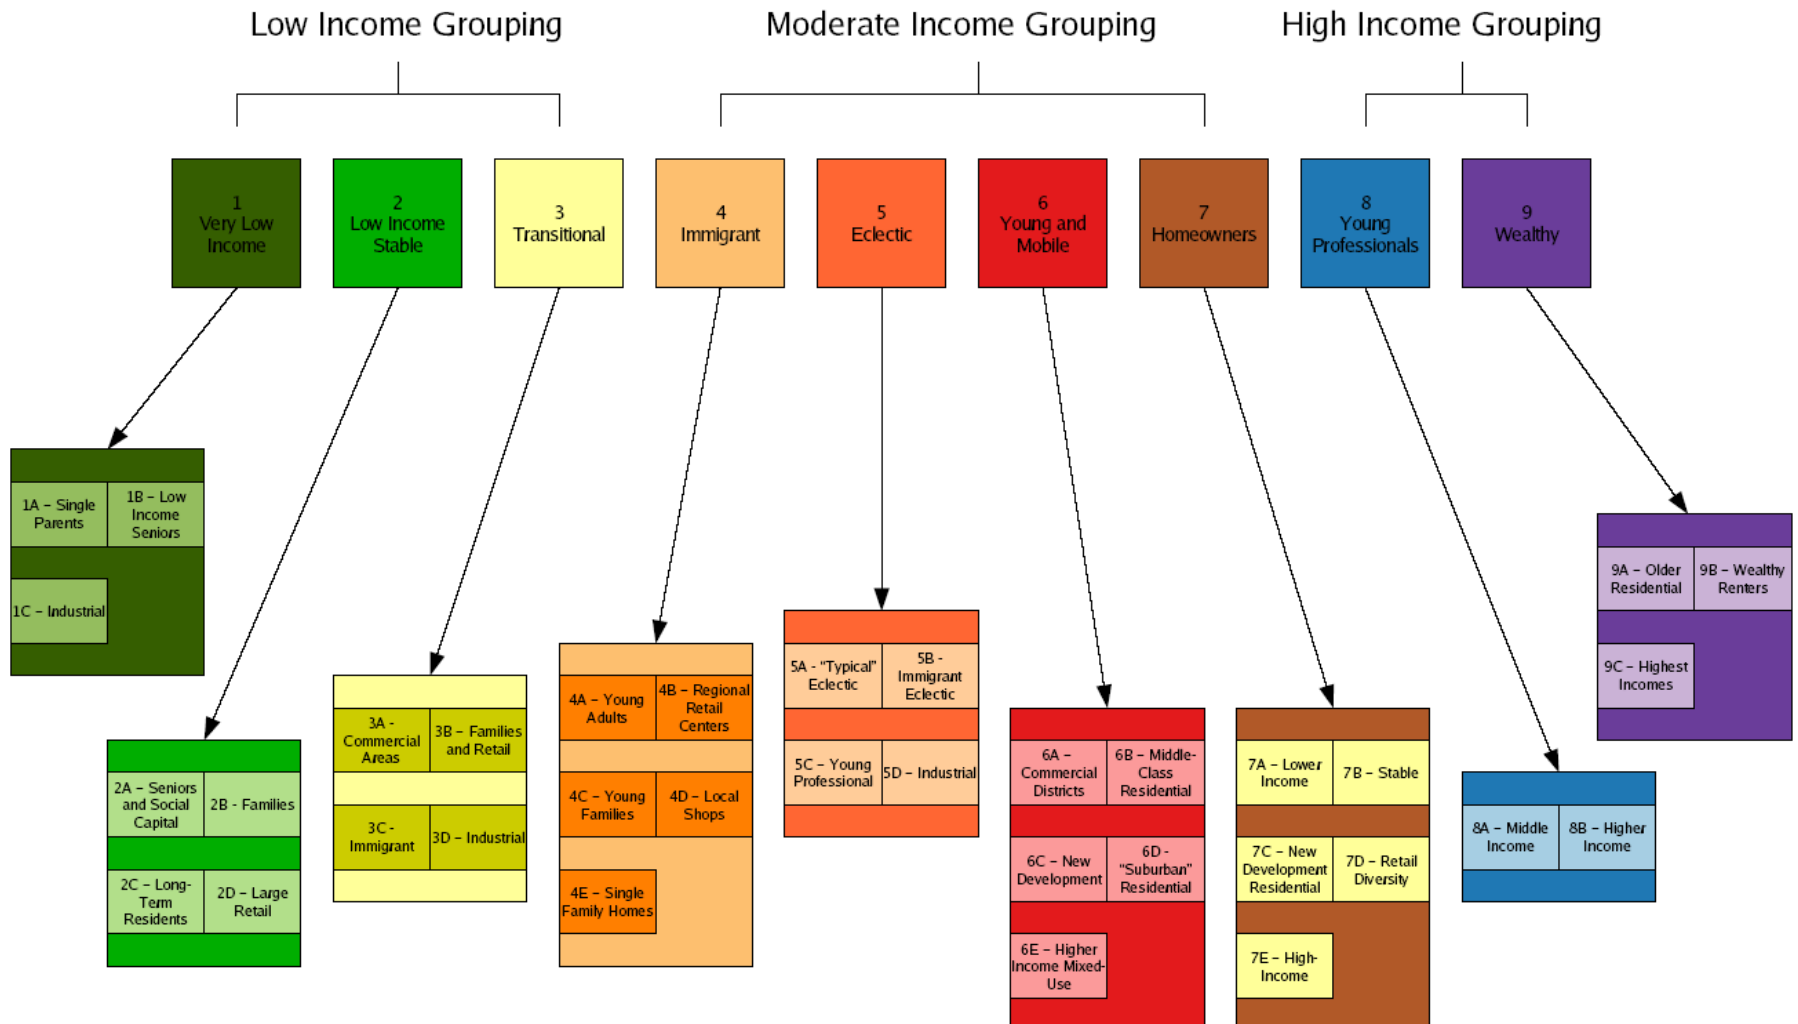 Low Income Grouping
Moderate Income Grouping
High Income Grouping
1
Very Low
Income
2
Low Income
Stable
3
Transitional
4
Immigrant
5
Eclectic
6
Young and
Mobile
7
Homeowners
8
Young
Professionals
9
Wealthy
1A – Single
Parents
1B – Low
Income
Seniors
1C – Industrial
2A – Seniors
and Social
Capital
2B - Families
2C – Long-
Term
Residents
2D – Large
Retail
3A -
Commercial
Areas
3B – Families
and Retail
3C -
Immigrant
3D – Industrial
4A – Young
Adults
4B – Regional
Retail
Centers
4C – Young
Families
4D – Local
Shops
4E – Single
Family Homes
5A - “Typical”
Eclectic
5B -
Immigrant
Eclectic
5C – Young
Professional
5D – Industrial
6A –
Commercial
Districts
6B – Middle-
Class
Residential
6C – New
Development
6D -
“Suburban”
Residential
6E – Higher
Income Mixed-
Use
7A – Lower
Income
7B – Stable
7C – New
Development
Residential
7D – Retail
Diversity
7E – High-
Income
8A – Middle
Income
8B – Higher
Income
9A – Older
Residential
9B – Wealthy
Renters
9C – Highest
Incomes